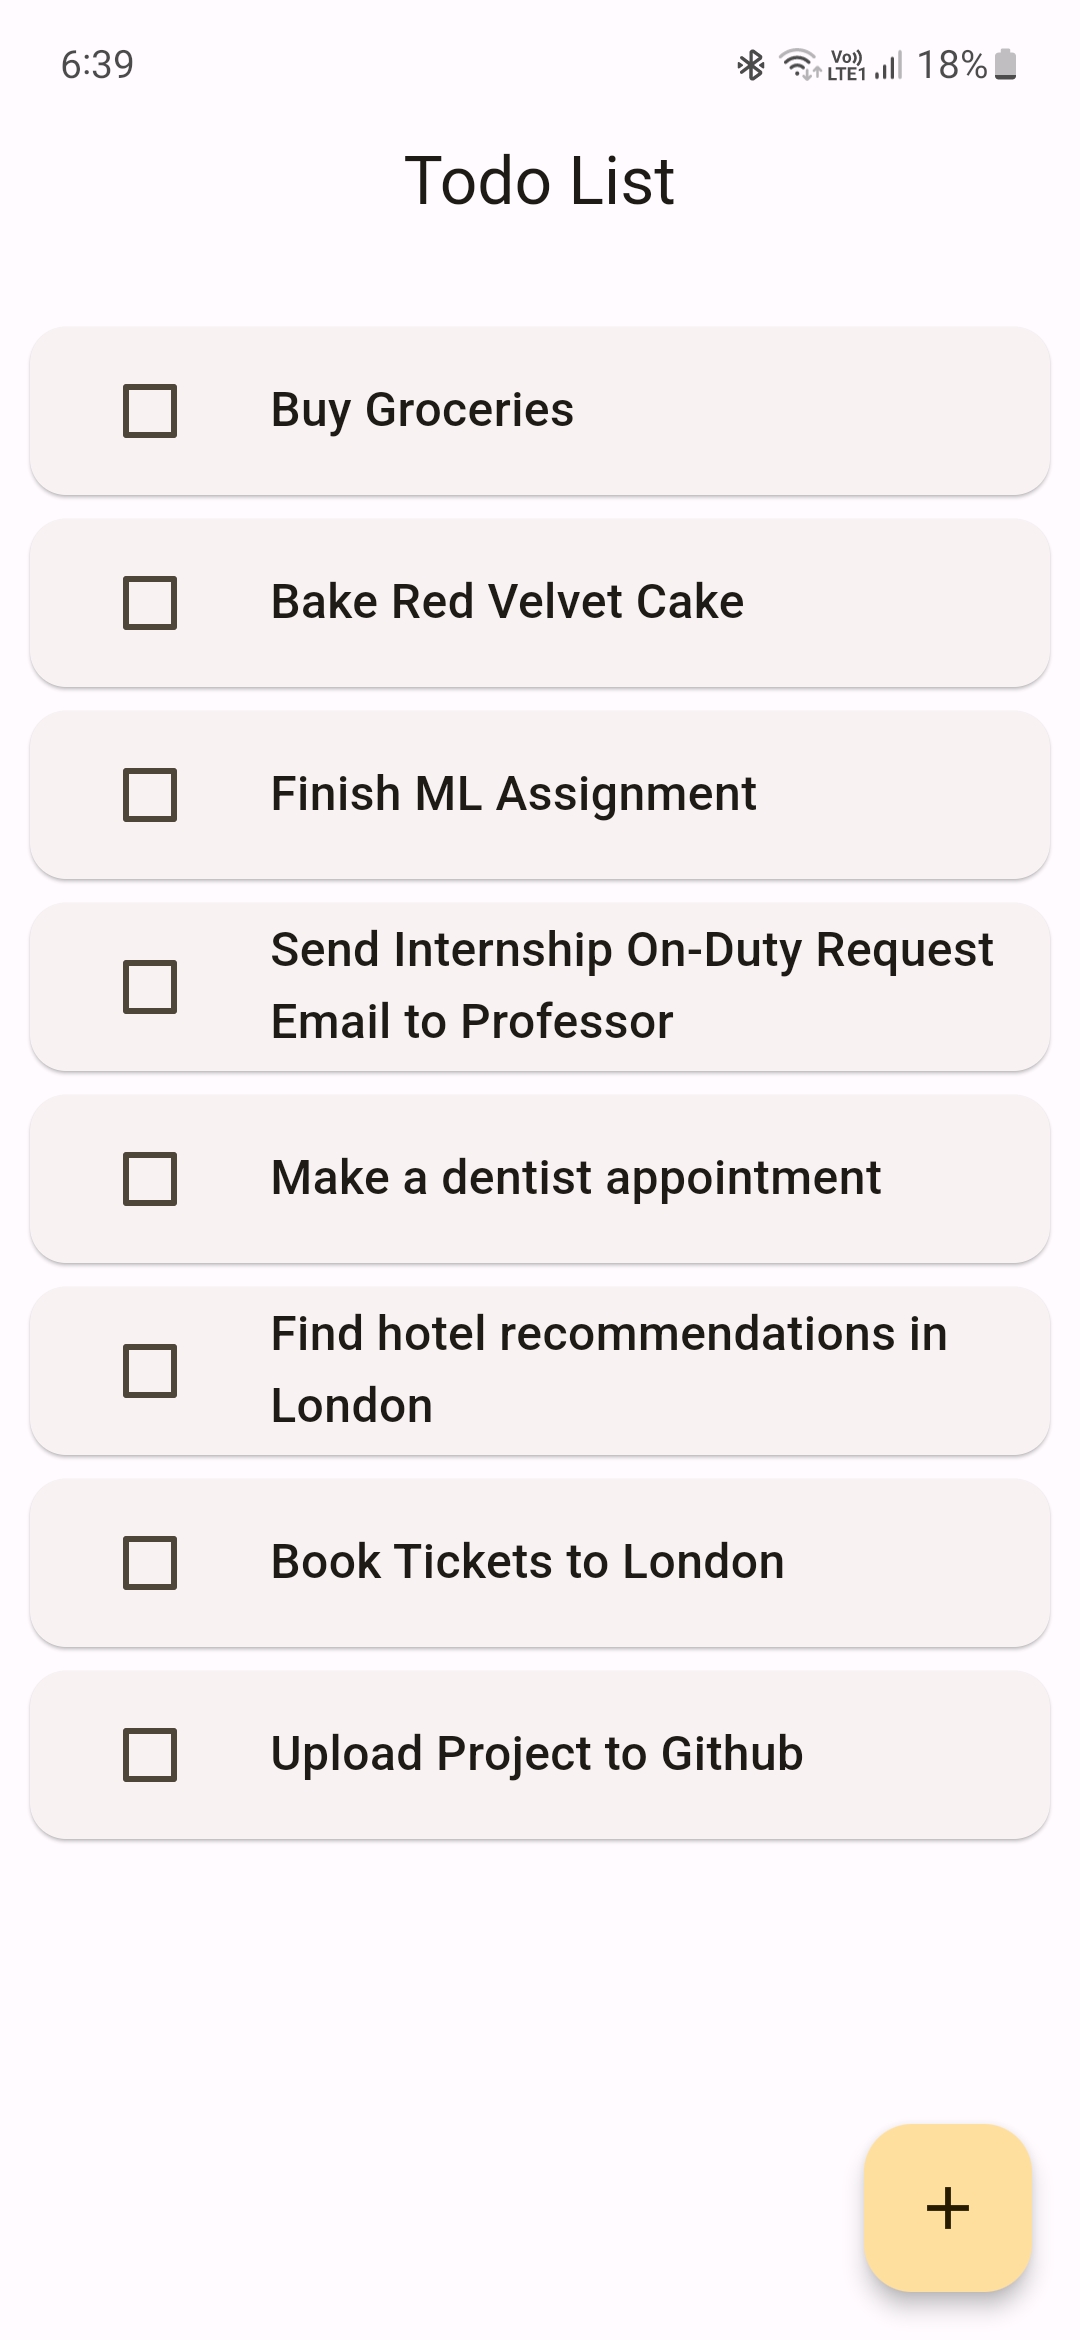 6:39
Vo)) LTE1 18%
Todo List
Buy Groceries
Bake Red Velvet Cake
Finish ML Assignment
Send Internship On-Duty Request
Email to Professor
Make a dentist appointment
Find hotel recommendations in
London
Book Tickets to London
Upload Project to Github
+